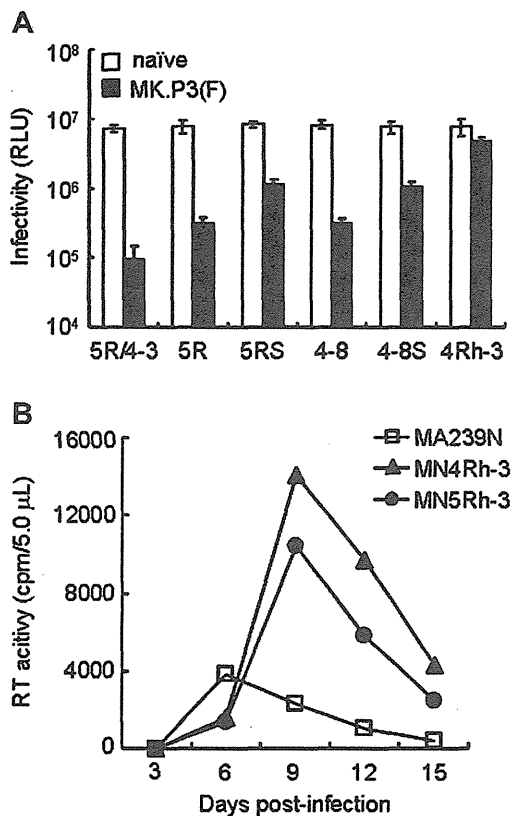 A
10⁸
naïve
MK.P3(F)
10⁷
10⁶
10⁵
10⁴
Infectivity (RLU)
5R/4-3 5R 5RS 4-8 4-8S 4Rh-3
B
16000
12000
8000
4000
0
RT acitivy (cpm/5.0 μL)
MA239N
MN4Rh-3
MN5Rh-3
3 6 9 12 15
Days post-infection